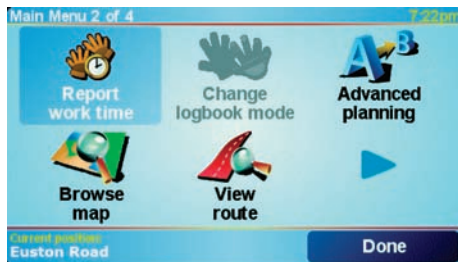 Main Menu 2 of 4
7:22pm
Report
work time
Change
logbook mode
Advanced
planning
A B
Browse
map
View
route
Current position:
Euston Road
Done